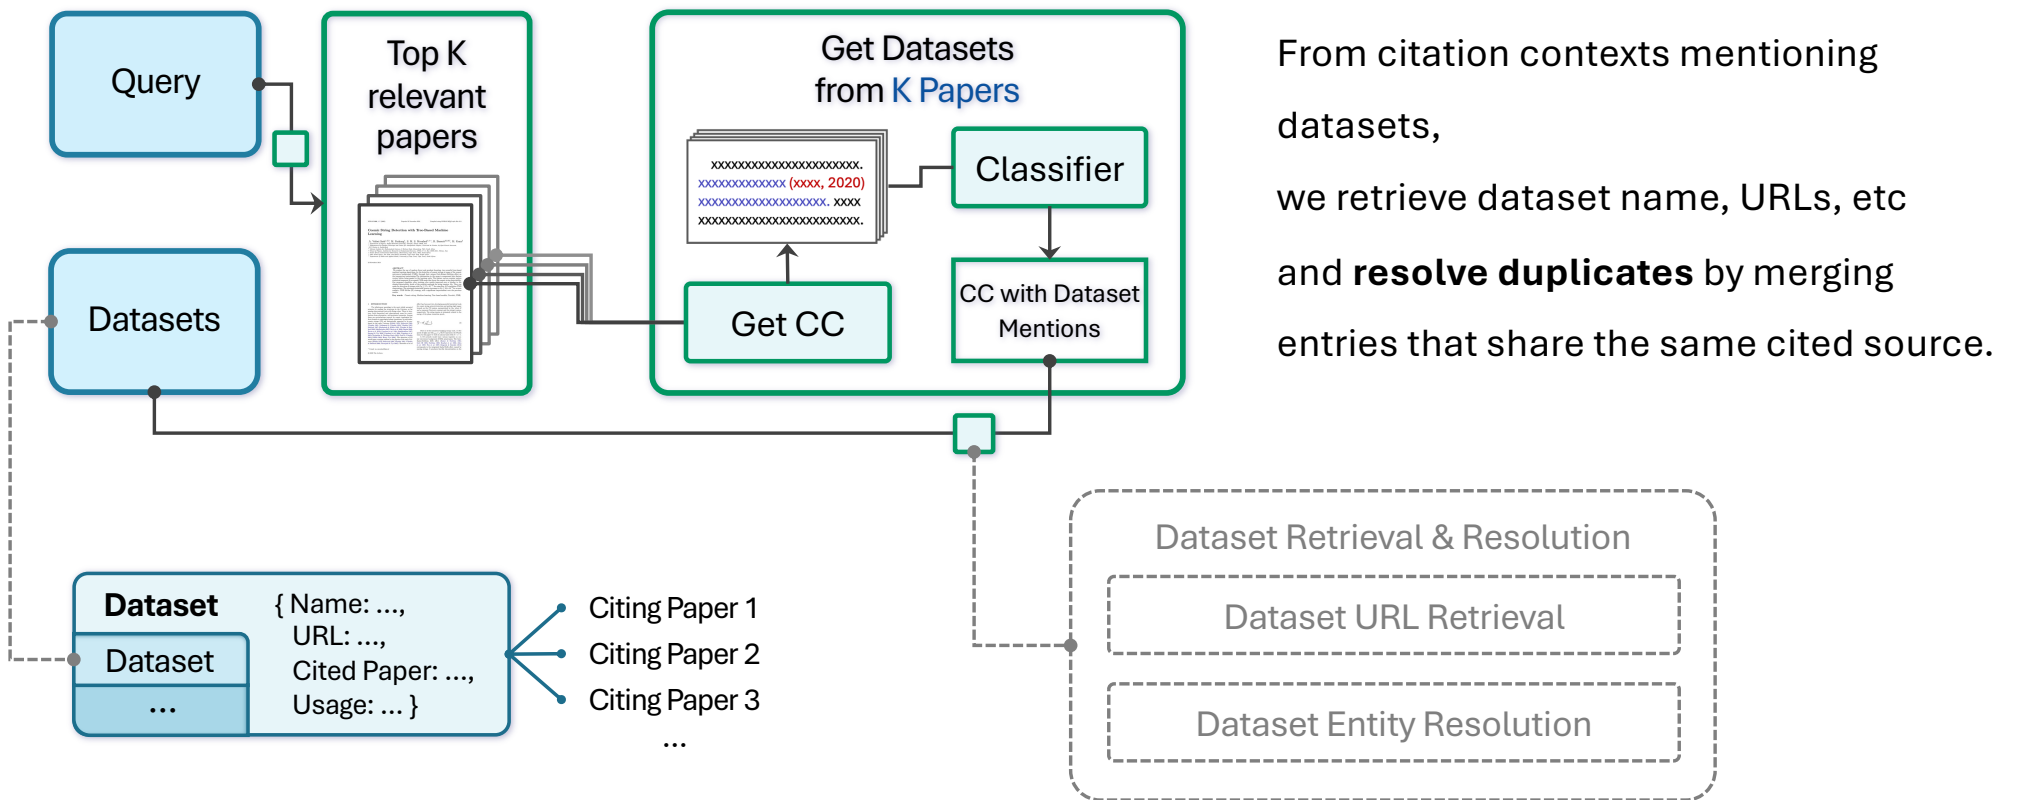 Query
Top K
relevant
papers
Get Datasets
from K Papers
xxxxxxxxxxxxxxxxxxxxxx.
xxxxxxxxxxxxx (xxxx, 2020)
xxxxxxxxxxxxxxxxxxx. xxxx
xxxxxxxxxxxxxxxxxxxxxxxx.
Classifier
Get CC
CC with Dataset
Mentions
Datasets
From citation contexts mentioning
datasets,
we retrieve dataset name, URLs, etc
and resolve duplicates by merging
entries that share the same cited source.
Dataset
Dataset
...
{ Name: ...,
URL: ...,
Cited Paper: ...,
Usage: ... }
Citing Paper 1
Citing Paper 2
Citing Paper 3
...
Dataset Retrieval & Resolution
Dataset URL Retrieval
Dataset Entity Resolution